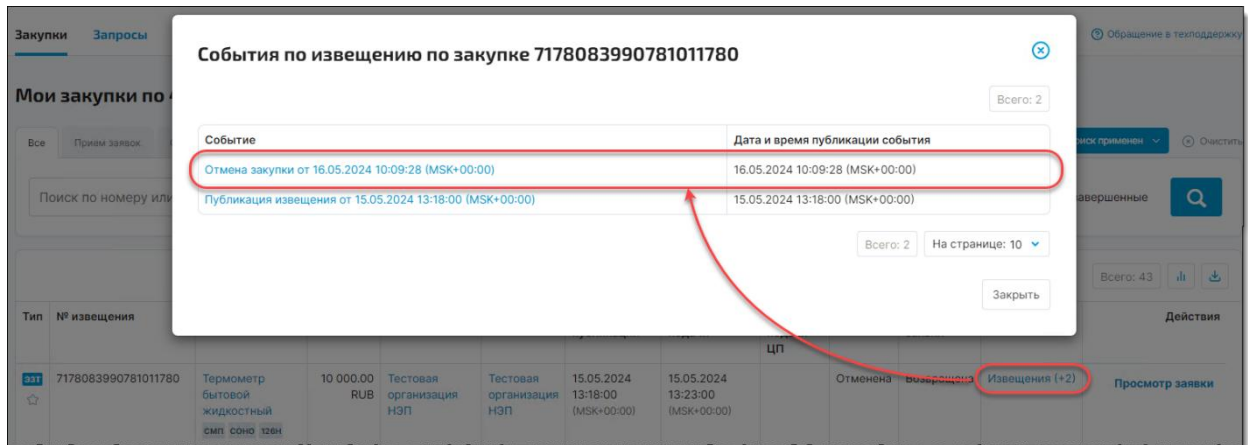 Закупки Запросы
Обращение в техподдержку
События по извещению по закупке 7178083990781011780
Мои закупки по
Всего: 2
Все Прием заявок
Событие Дата и время публикации события
поиск применен Очистить
Отмена закупки от 16.05.2024 10:09:28 (MSK+00:00) 16.05.2024 10:09:28 (MSK+00:00)
Поиск по номеру или
Публикация извещения от 15.05.2024 13:18:00 (MSK+00:00) 15.05.2024 13:18:00 (MSK+00:00)
Всего: 2 На странице: 10
Всего: 43
Закрыть
Тип № извещения Действия
ЦП
ЭЗТ 7178083990781011780 Термометр 10 000.00 Тестовая Тестовая 15.05.2024 15.05.2024 Отменена Возвращена Извещения (+2) Просмотр заявки
бытовой RUB организация организация 13:18:00 13:23:00
жидкостный НЭП НЭП (MSK+00:00) (MSK+00:00)
СМП СОНО 126Н